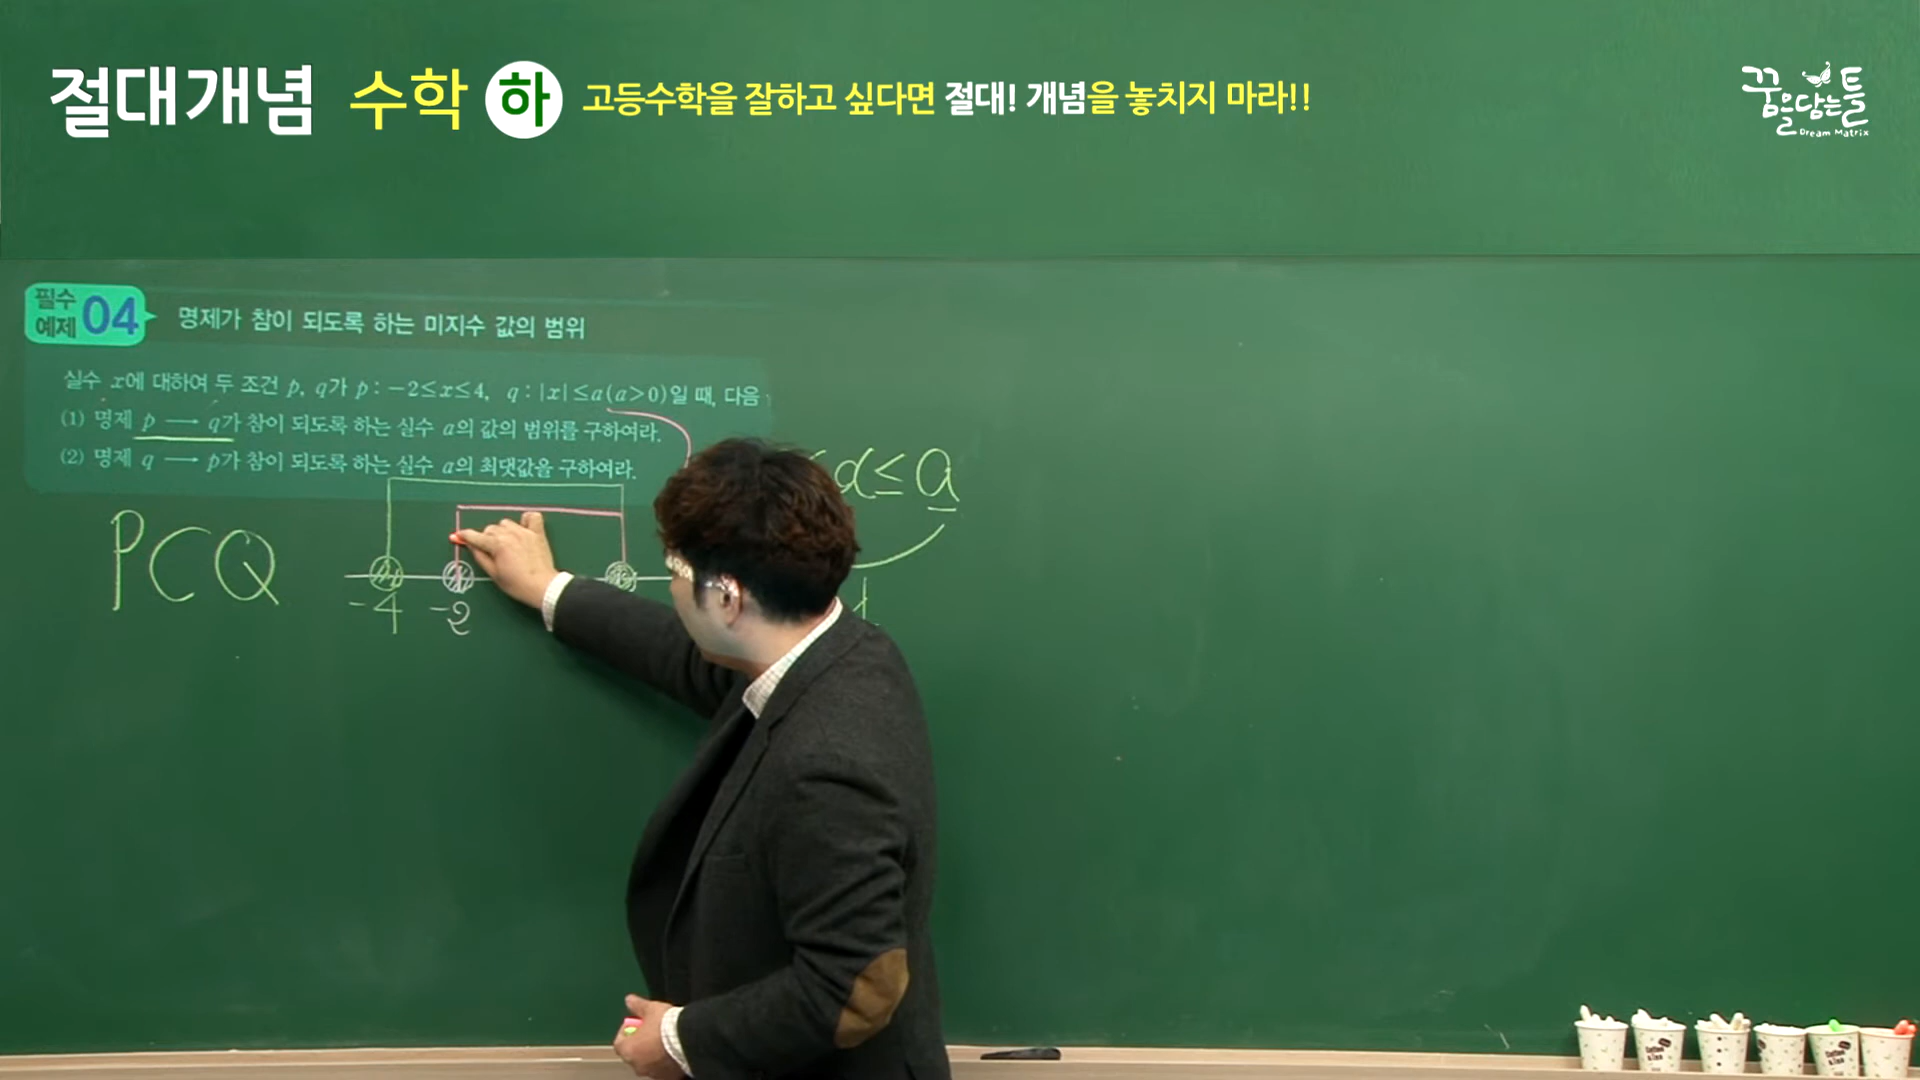 절대개념 수학 하 고등수학을 잘하고 싶다면 절대! 개념을 놓치지 마라!!
꿈을담는틀
Dream Matrix
필수 예제 04 명제가 참이 되도록 하는 미지수 값의 범위
실수 x에 대하여 두 조건 p, q가 p : −2≤x≤4, q : |x|≤a(a>0)일 때, 다음
(1) 명제 p ⟶ q가 참이 되도록 하는 실수 a의 값의 범위를 구하여라.
(2) 명제 q ⟶ p가 참이 되도록 하는 실수 a의 최댓값을 구하여라.
≤a
P⊂Q
-4 -2